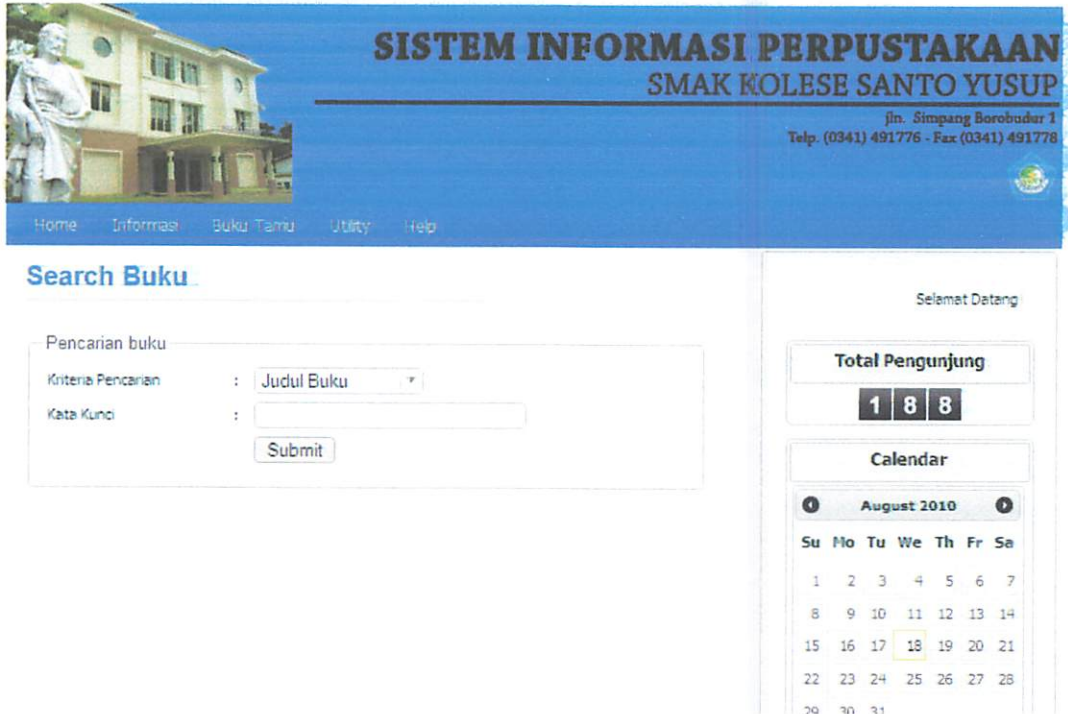 SISTEM INFORMASI PERPUSTAKAAN
SMAK KOLESE SANTO YUSUP
jln. Simpang Borobudur 1
Telp. (0341) 491776 - Fax (0341) 491778
Home Informasi Buku Tamu Utility Help
Search Buku
Selamat Datang
Pencarian buku
Kriteria Pencarian : Judul Buku
Kata Kunci :
Submit
Total Pengunjung
1 8 8
Calendar
August 2010
Su Mo Tu We Th Fr Sa
1 2 3 4 5 6 7
8 9 10 11 12 13 14
15 16 17 18 19 20 21
22 23 24 25 26 27 28
29 30 31